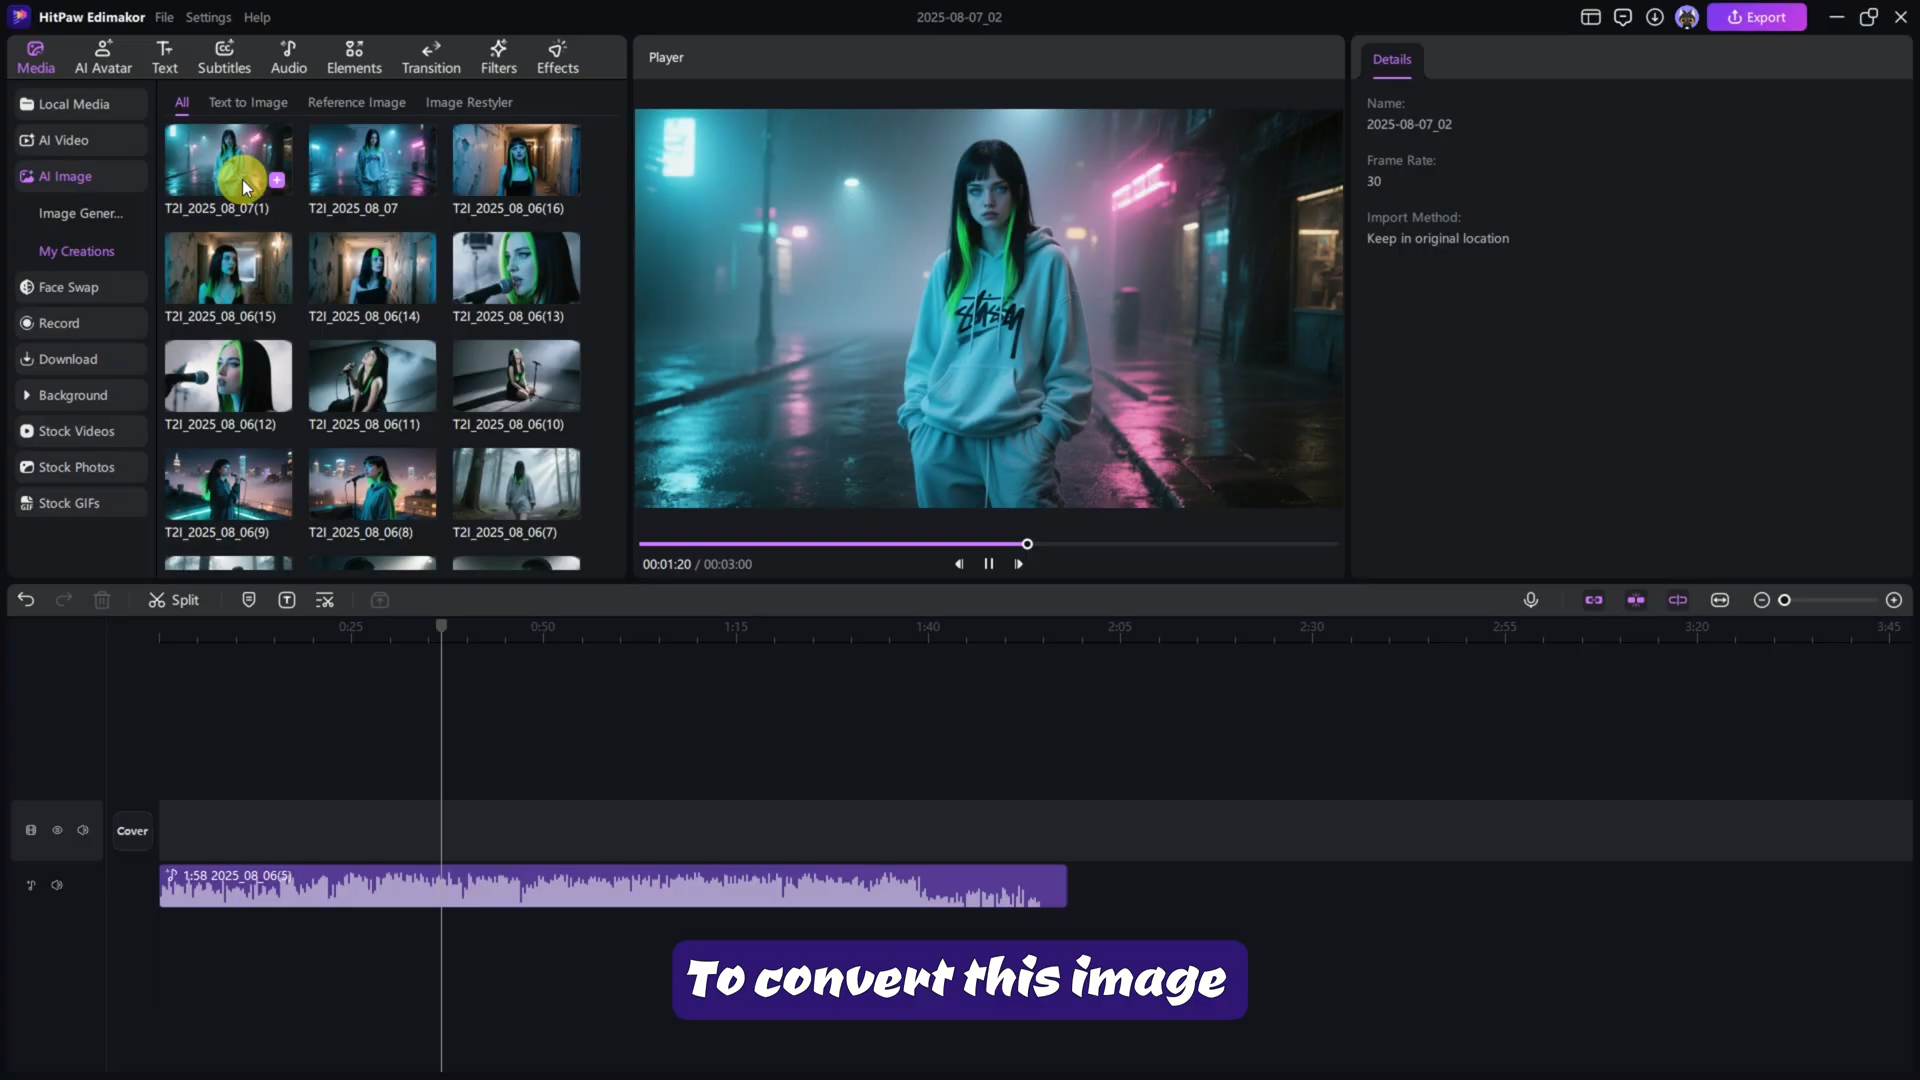 HitPaw Edimakor File Settings Help
2025-08-07_02
Export
Media AI Avatar Text Subtitles Audio Elements Transition Filters Effects
Player
Details
Local Media
AI Video
AI Image
Image Gener...
My Creations
Face Swap
Record
Download
Background
Stock Videos
Stock Photos
Stock GIFs
All Text to Image Reference Image Image Restyler
T2I_2025_08_07(1) T2I_2025_08_07 T2I_2025_08_06(16)
T2I_2025_08_06(15) T2I_2025_08_06(14) T2I_2025_08_06(13)
T2I_2025_08_06(12) T2I_2025_08_06(11) T2I_2025_08_06(10)
T2I_2025_08_06(9) T2I_2025_08_06(8) T2I_2025_08_06(7)
00:01:20 / 00:03:00
Name:
2025-08-07_02
Frame Rate:
30
Import Method:
Keep in original location
Split
0:25 0:50 1:15 1:40 2:05 2:30 2:55 3:20 3:45
Cover
1:58 2025_08_06(5)
To convert this image